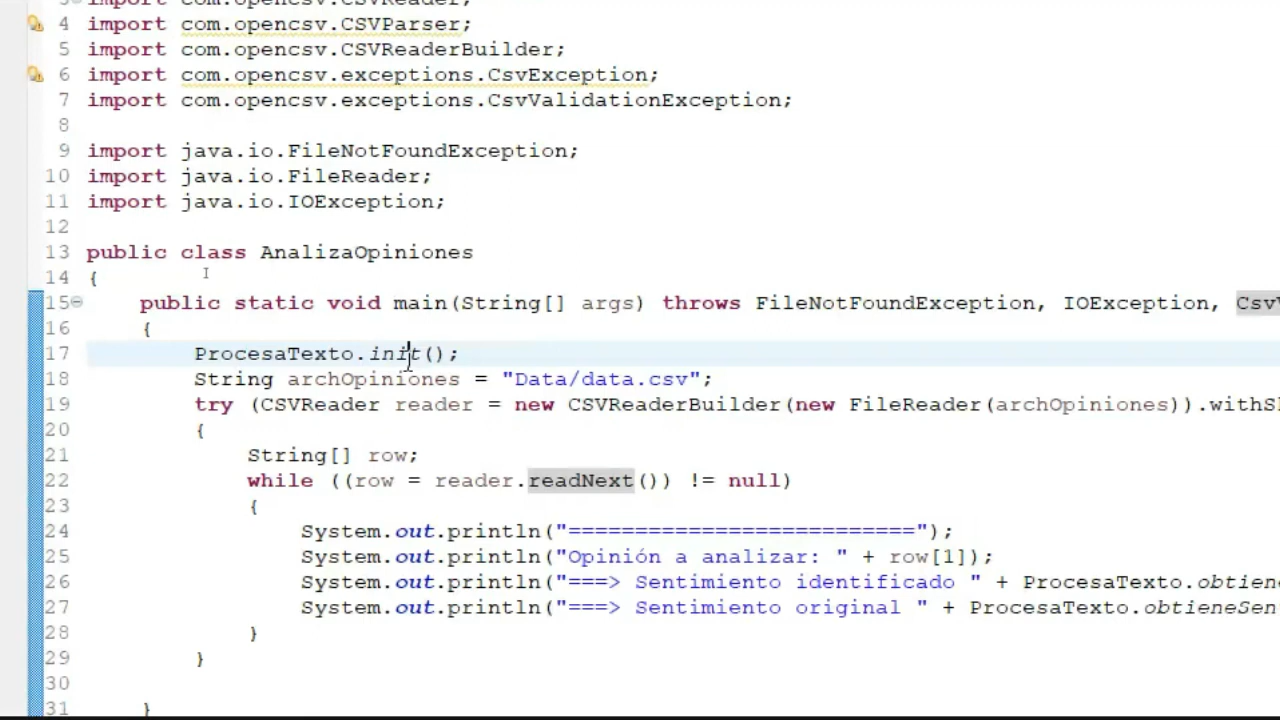 import com.opencsv.CSVReader;
4 import com.opencsv.CSVParser;
5 import com.opencsv.CSVReaderBuilder;
6 import com.opencsv.exceptions.CsvException;
7 import com.opencsv.exceptions.CsvValidationException;
8
9 import java.io.FileNotFoundException;
10 import java.io.FileReader;
11 import java.io.IOException;
12
13 public class AnalizaOpiniones
14 {
15 public static void main(String[] args) throws FileNotFoundException, IOException, CsvV
16 {
17 ProcesaTexto.init();
18 String archOpiniones = "Data/data.csv";
19 try (CSVReader reader = new CSVReaderBuilder(new FileReader(archOpiniones)).withSk
20 {
21 String[] row;
22 while ((row = reader.readNext()) != null)
23 {
24 System.out.println("==========================");
25 System.out.println("Opinión a analizar: " + row[1]);
26 System.out.println("===> Sentimiento identificado " + ProcesaTexto.obtiene
27 System.out.println("===> Sentimiento original " + ProcesaTexto.obtieneSen
28 }
29 }
30
31 }